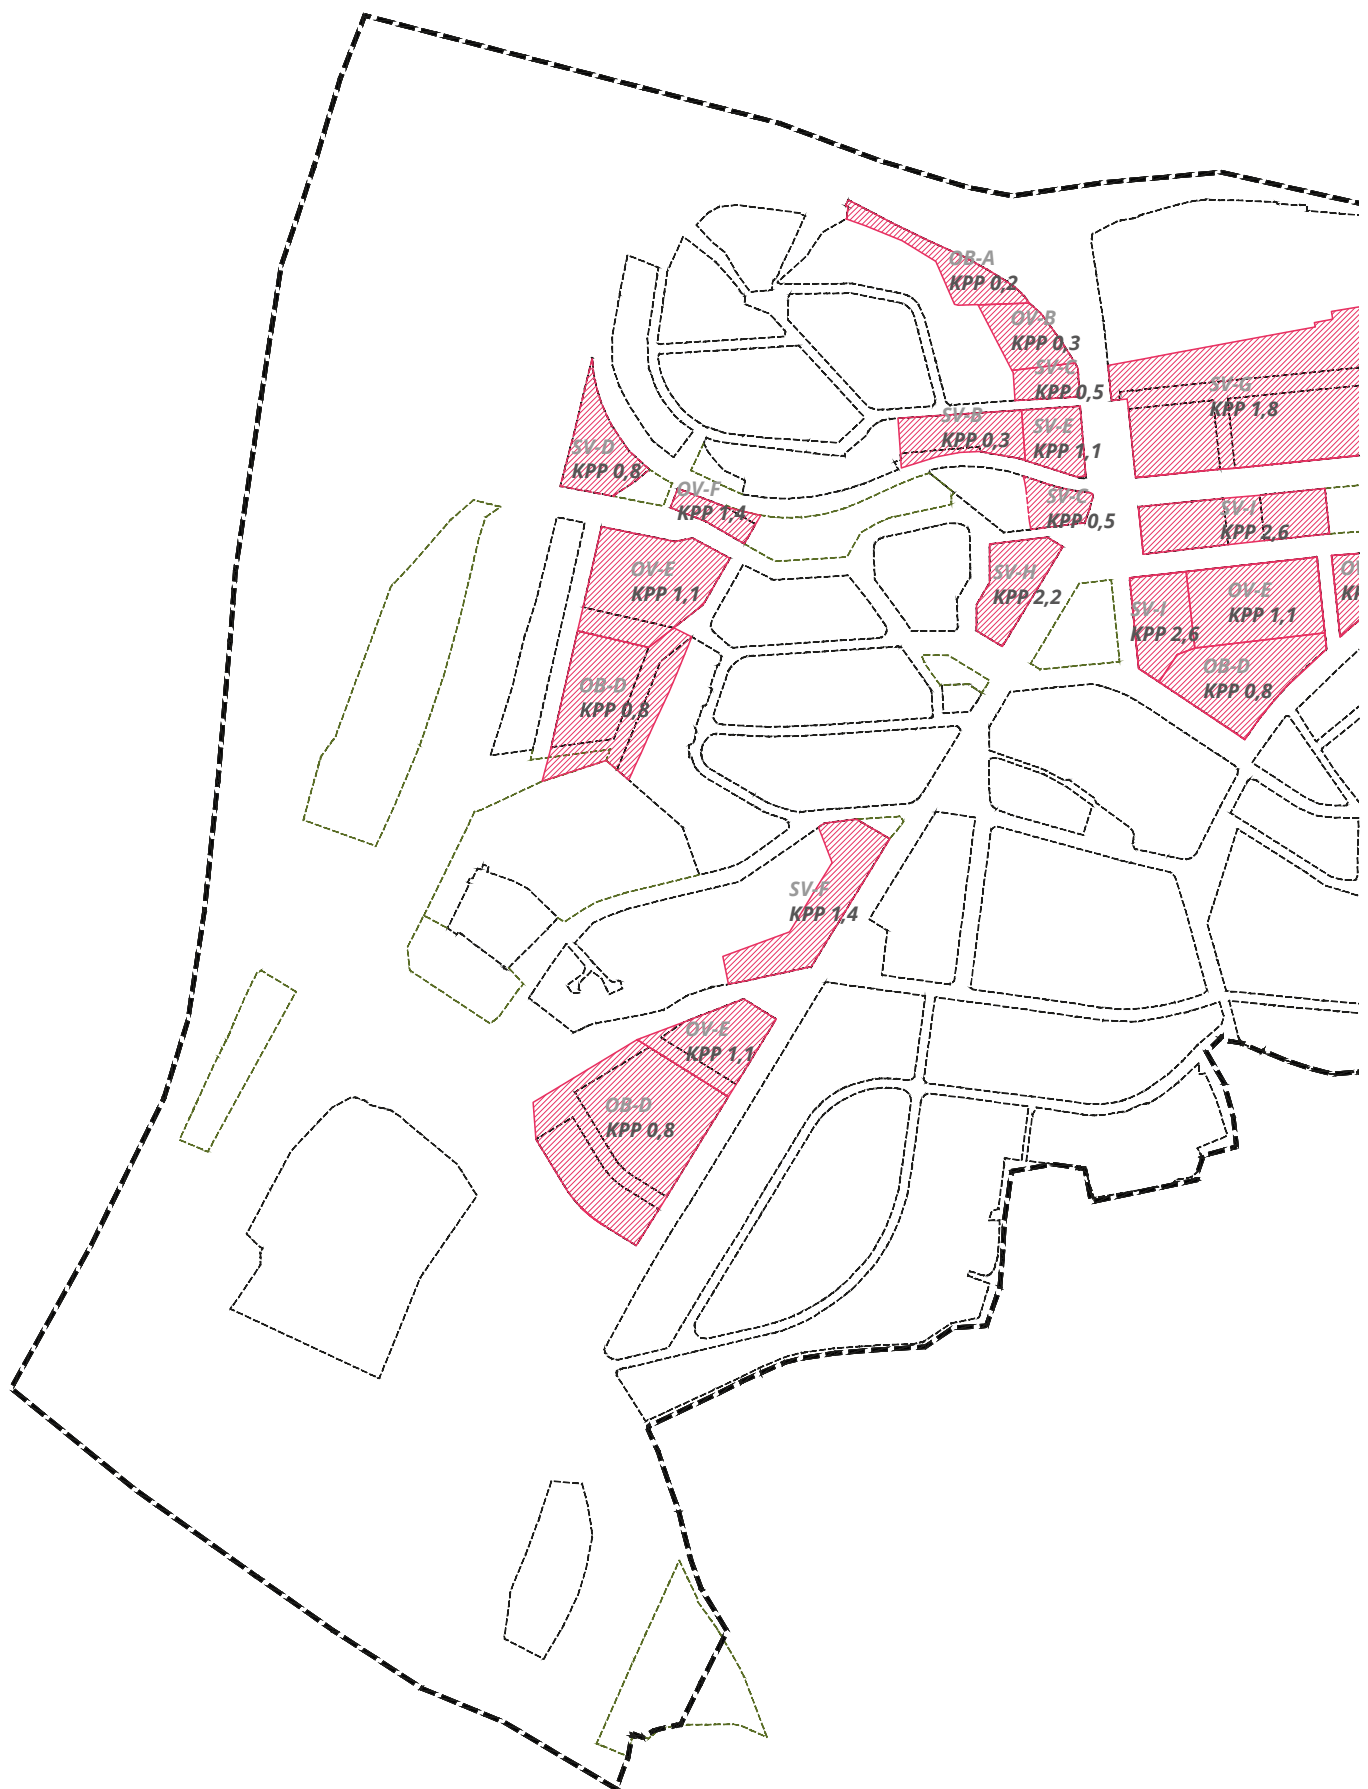 OB-A
KPP 0,2
OV-B
KPP 0,3
SV-C
KPP 0,5
SV-G
KPP 1,8
SV-B
KPP 0,3
SV-E
KPP 1,1
SV-D
KPP 0,8
OV-F
KPP 1,4
SV-C
KPP 0,5
SV-I
KPP 2,6
OV-E
KPP 1,1
SV-H
KPP 2,2
SV-I
KPP 2,6
OV-E
KPP 1,1
OB-D
KPP 0,8
OB-D
KPP 0,8
SV-F
KPP 1,4
OV-E
KPP 1,1
OB-D
KPP 0,8